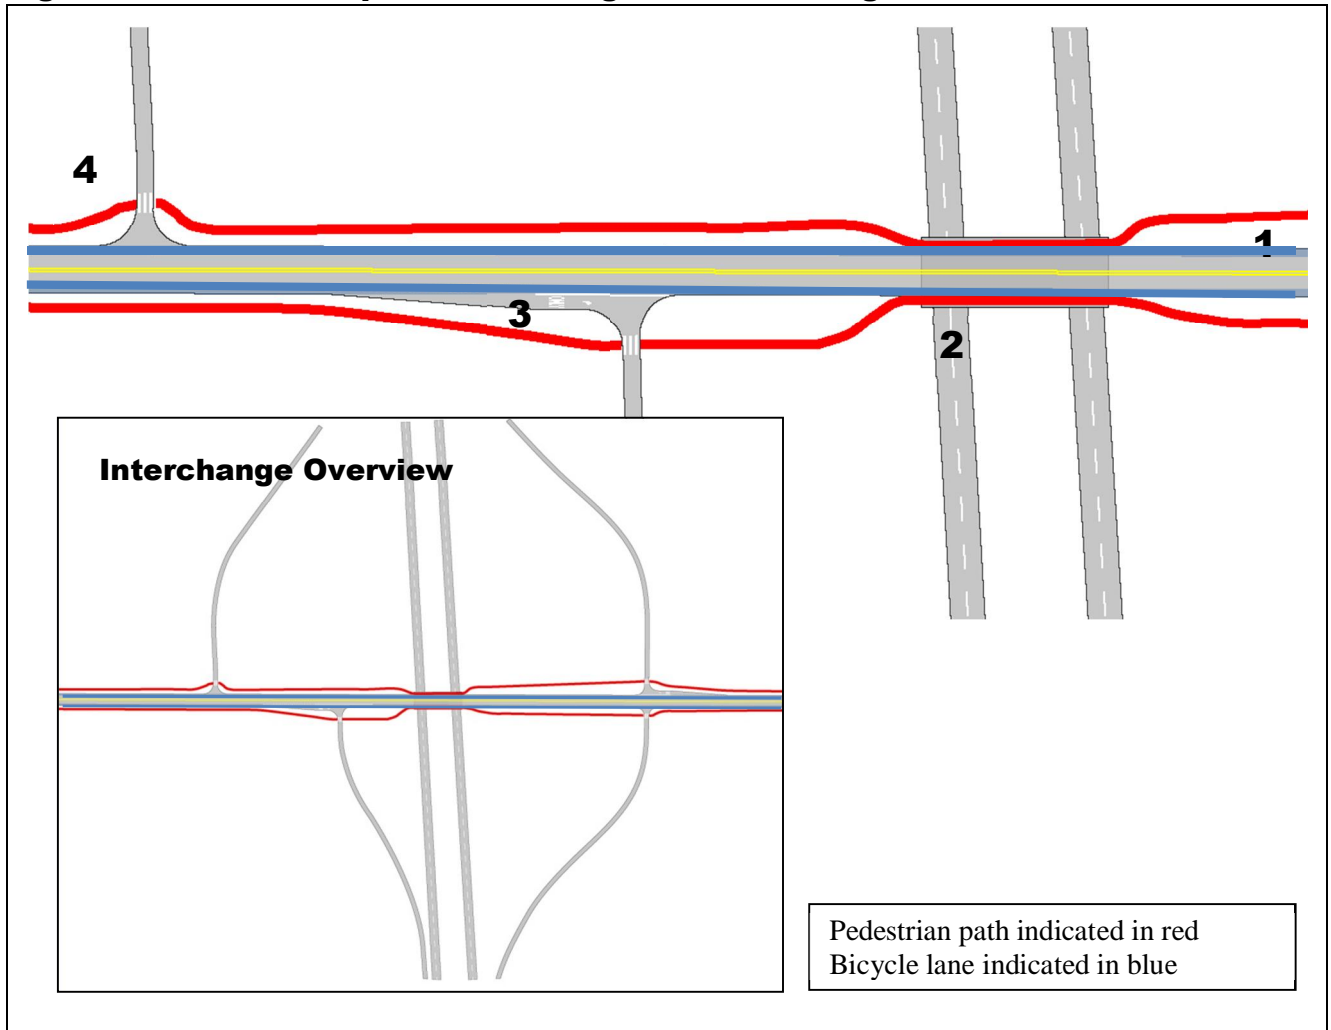 4
1
3
2
Interchange Overview
Pedestrian path indicated in red
Bicycle lane indicated in blue